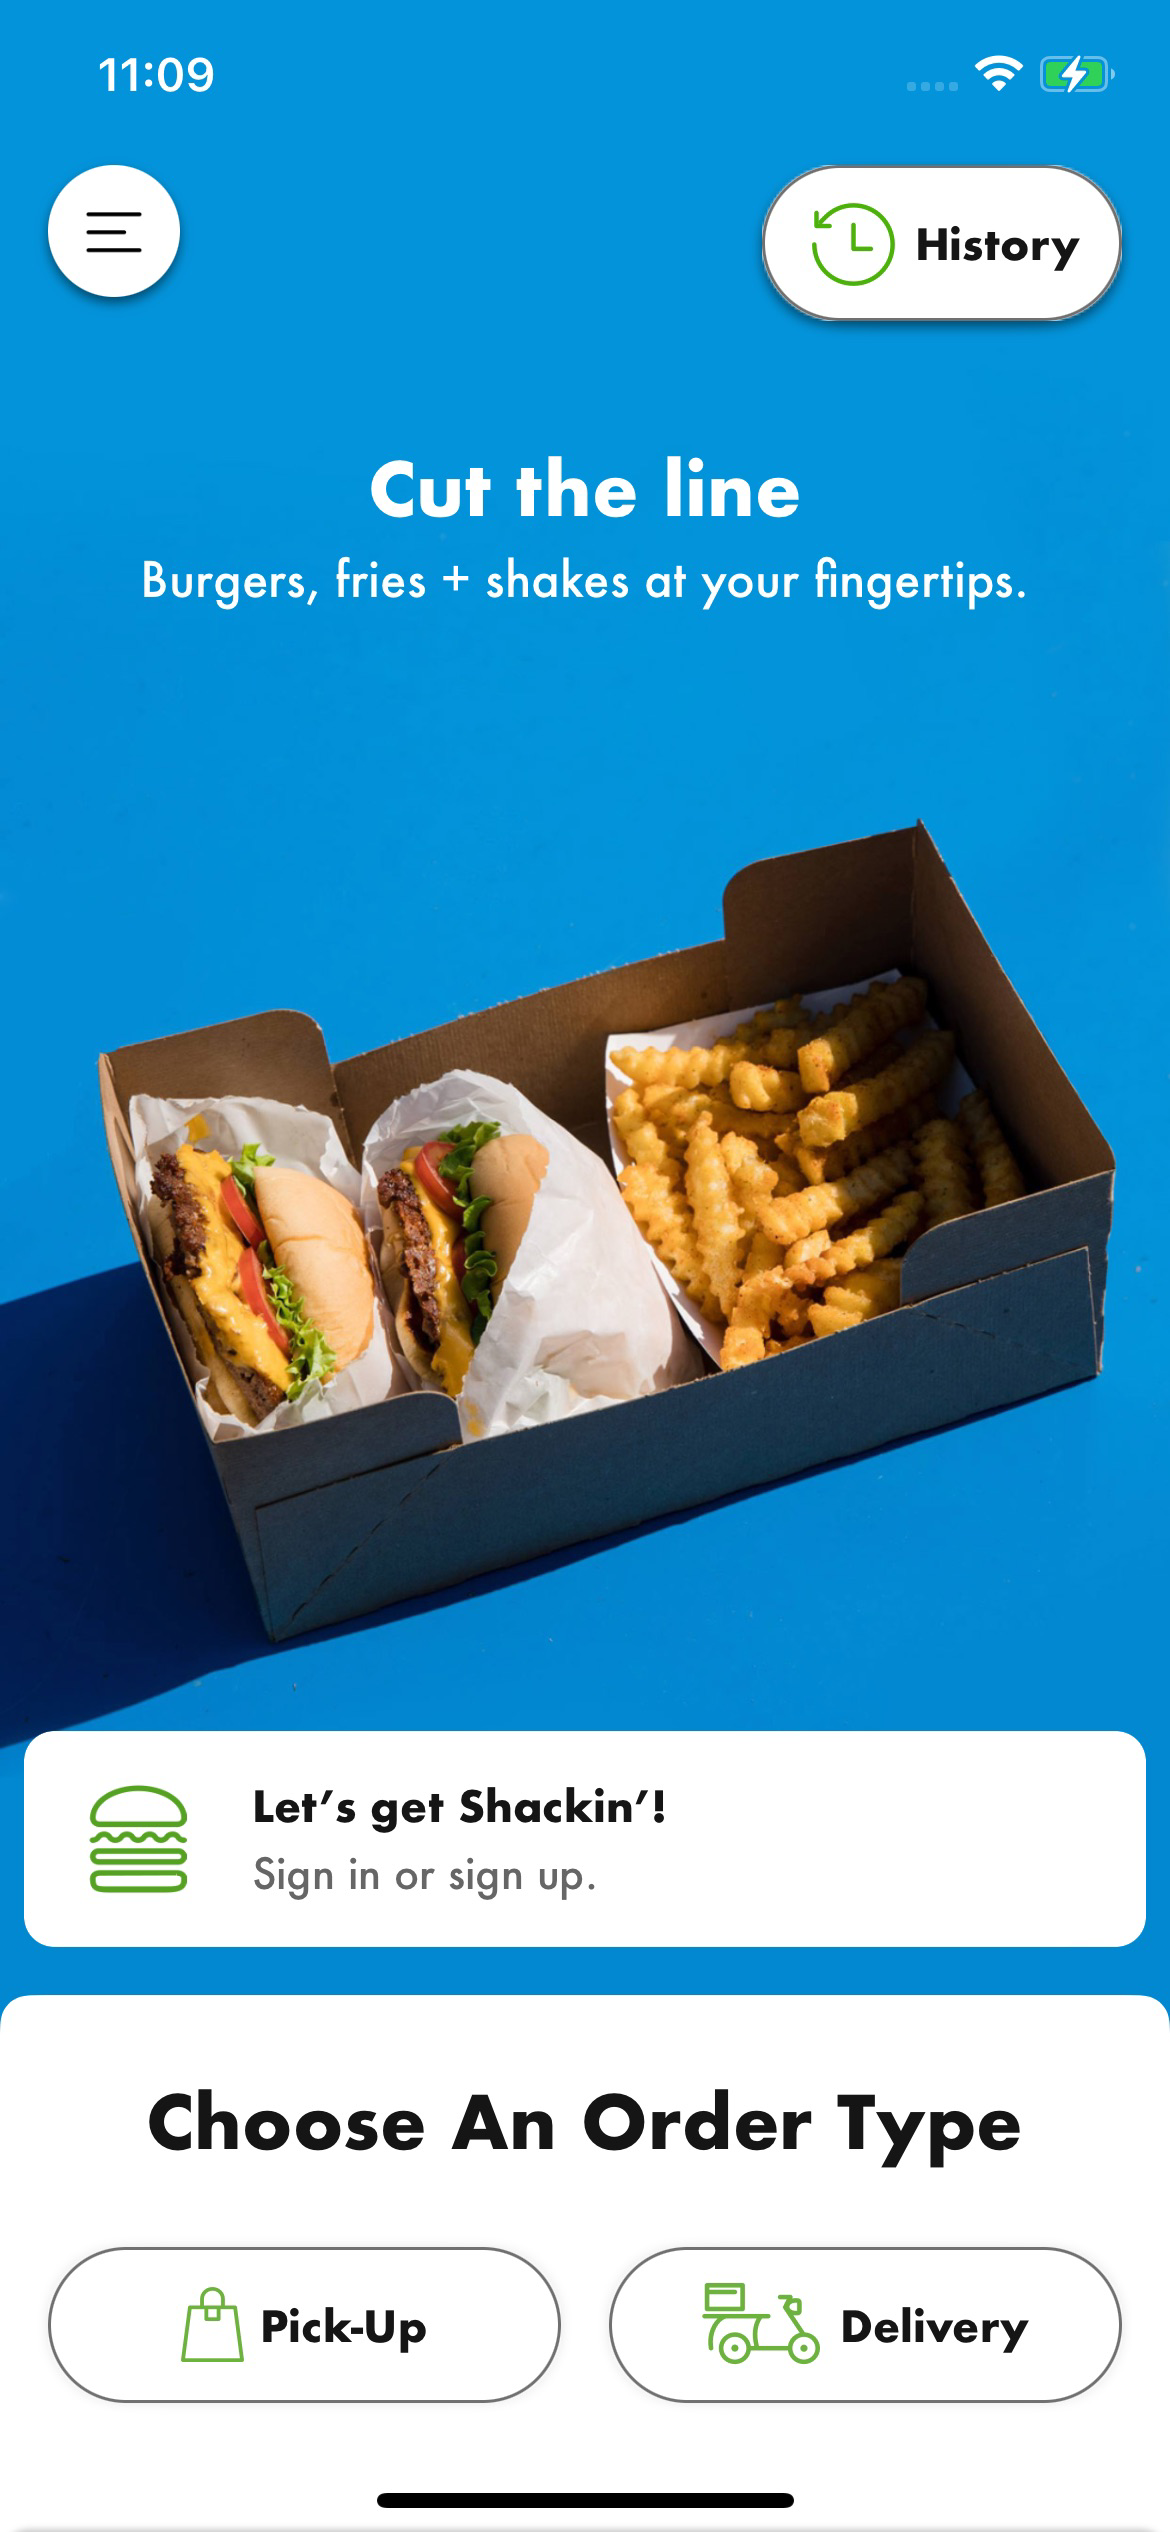 11:09
History
Cut the line
Burgers, fries + shakes at your fingertips.
Let’s get Shackin’!
Sign in or sign up.
Choose An Order Type
Pick-Up
Delivery